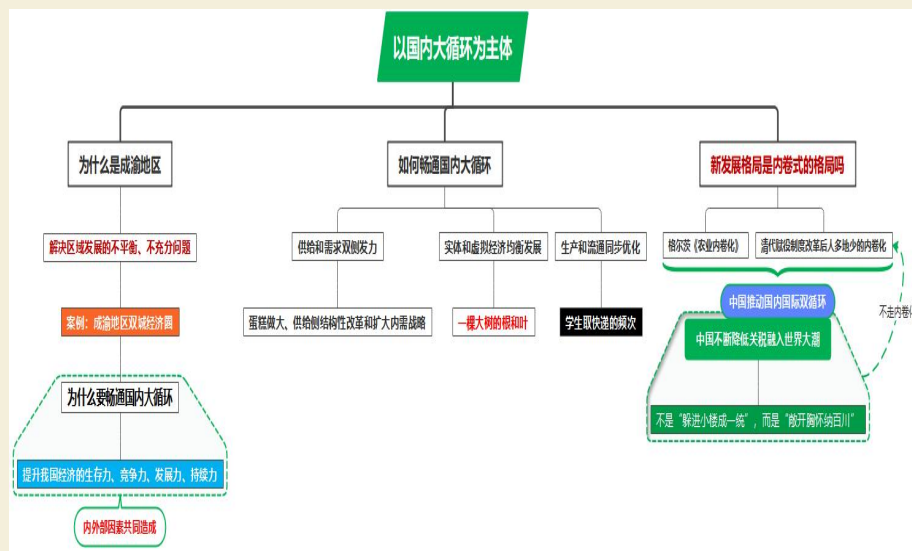 以国内大循环为主体
为什么是成渝地区
如何畅通国内大循环
新发展格局是内卷式的格局吗
解决区域发展的不平衡、不充分问题
供给和需求双侧发力
实体和虚拟经济均衡发展
生产和流通同步优化
格尔茨《农业内卷化》
清代赋役制度改革后人多地少的内卷化
案例：成渝地区双城经济圈
蛋糕做大、供给侧结构性改革和扩大内需战略
一棵大树的根和叶
学生取快递的频次
中国推动国内国际双循环
不走内卷化
中国不断降低关税融入世界大潮
为什么要畅通国内大循环
不是“躲进小楼成一统”，而是“敞开胸怀纳百川”
提升我国经济的生存力、竞争力、发展力、持续力
内外部因素共同造成